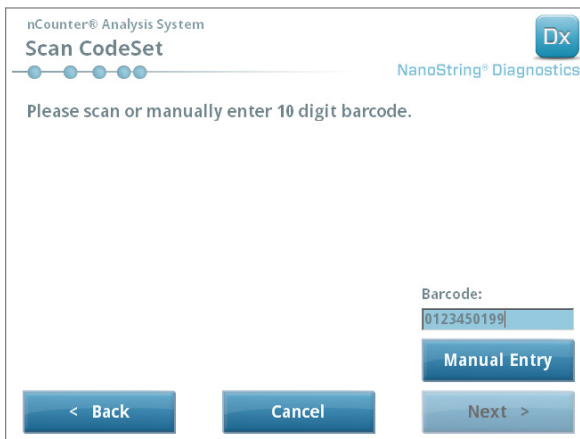 nCounter® Analysis System
Scan CodeSet
Dx
NanoString® Diagnostics
Please scan or manually enter 10 digit barcode.
Barcode:
0123450199
Manual Entry
< Back
Cancel
Next >